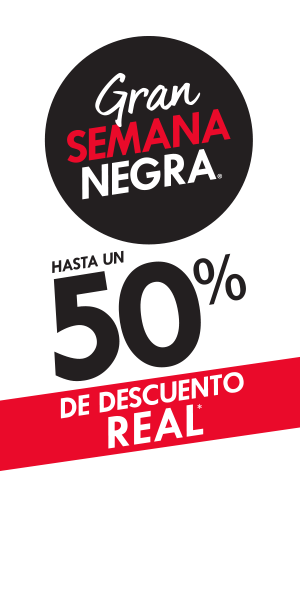 Gran
SEMANA
NEGRA®
HASTA UN
50%
DE DESCUENTO
REAL*